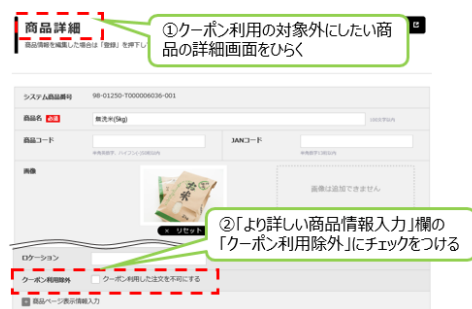 商品詳細
商品情報を編集した場合は「登録」を押下し
①クーポン利用の対象外にしたい商
品の詳細画面をひらく
システム商品番号
98-01250-T000006036-001
商品名 必須
無洗米(5kg)
商品コード
JANコード
画像
お米
画像は追加できません
× リセット
②「より詳しい商品情報入力」欄の
「クーポン利用除外」にチェックをつける
ロケーション
クーポン利用除外
クーポン利用した注文を不可にする
商品ページ表示情報入力